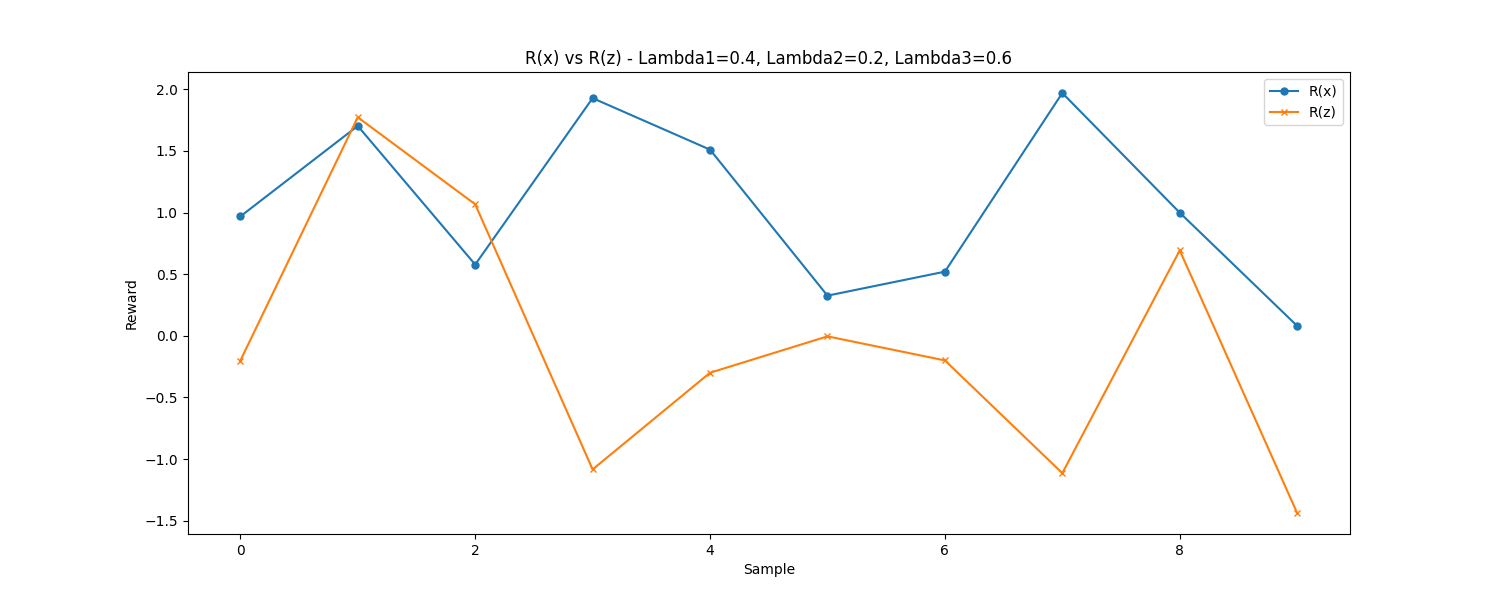 R(x) vs R(z) - Lambda1=0.4, Lambda2=0.2, Lambda3=0.6
R(x)
R(z)
Reward
2.0
1.5
1.0
0.5
0.0
−0.5
−1.0
−1.5
0 2 4 6 8
Sample